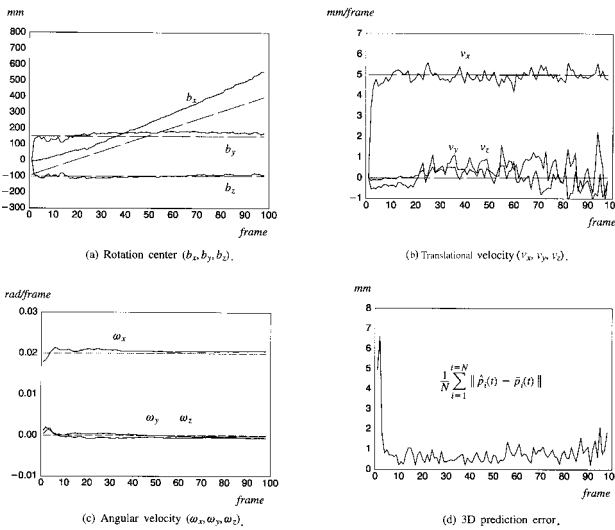 mm
800
700
600
500
400
300
200
100
0
−100
−200
−300
b_x
b_y
b_z
0 10 20 30 40 50 60 70 80 90 100
frame
(a) Rotation center (b_x, b_y, b_z).
mm/frame
7
6
5
4
3
2
1
0
−1
v_x
v_y v_z
0 10 20 30 40 50 60 70 80 90 10
frame
(b) Translational velocity (v_x, v_y, v_z).
rad/frame
0.03
0.02
0.01
0.00
−0.01
ω_x
ω_y ω_z
0 10 20 30 40 50 60 70 80 90 100
frame
(c) Angular velocity (ω_x, ω_y, ω_z).
mm
8
7
6
5
4
3
2
1
0
1/N ∑_{i=1}^{i=N} ‖ p̂_i(t) − p̄_i(t) ‖
0 10 20 30 40 50 60 70 80 90 100
frame
(d) 3D prediction error.